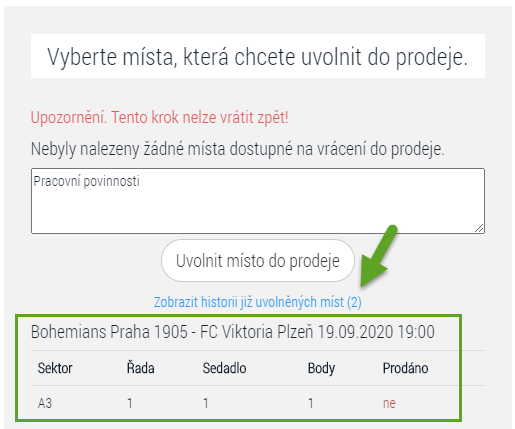 Vyberte místa, která chcete uvolnit do prodeje.
Upozornění. Tento krok nelze vrátit zpět!
Nebyly nalezeny žádné místa dostupné na vrácení do prodeje.
Pracovní povinnosti
Uvolnit místo do prodeje
Zobrazit historii již uvolněných míst (2)
Bohemians Praha 1905 - FC Viktoria Plzeň 19.09.2020 19:00
Sektor Řada Sedadlo Body Prodáno
A3 1 1 1 ne